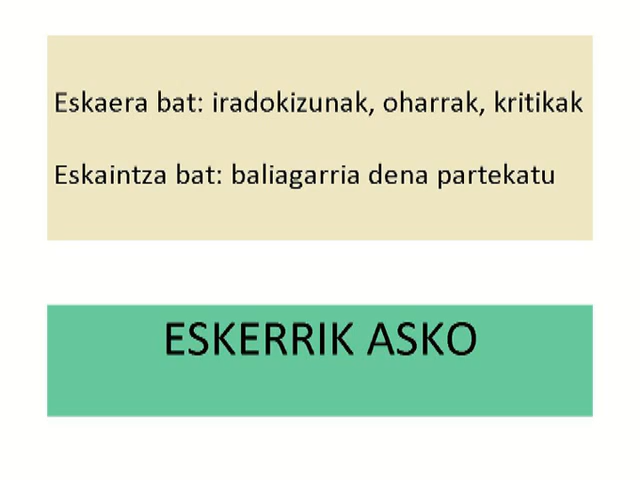 Eskaera bat: iradokizunak, oharrak, kritikak
Eskaintza bat: baliagarria dena partekatu
ESKERRIK ASKO